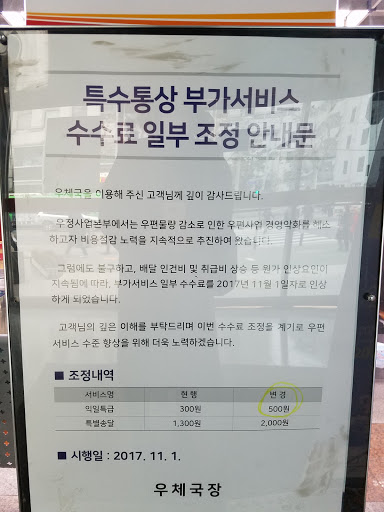 특수통상 부가서비스
수수료 일부 조정 안내문
우체국을 이용해 주신 고객님께 깊이 감사드립니다.
우정사업본부에서는 우편물량 감소로 인한 우편사업 경영악화를 해소
하고자 비용절감 노력을 지속적으로 추진하여 왔습니다.
그럼에도 불구하고, 배달 인건비 및 취급비 상승 등 원가 인상요인이
지속됨에 따라, 부가서비스 일부 수수료를 2017년 11월 1일자로 인상
하게 되었습니다.
고객님의 깊은 이해를 부탁드리며 이번 수수료 조정을 계기로 우편
서비스 수준 향상을 위해 더욱 노력하겠습니다.
■ 조정내역
서비스명 현 행 변 경
익일특급 300원 500원
특별송달 1,300원 2,000원
■ 시행일 : 2017. 11. 1.
우 체 국 장